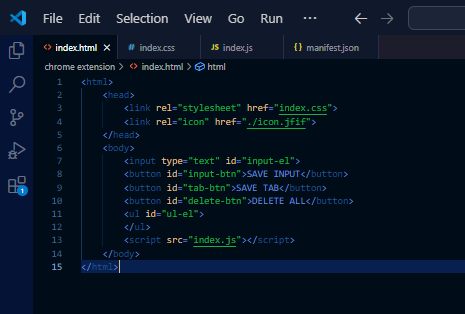 File Edit Selection View Go Run ...
index.html index.css index.js manifest.json
chrome extension > index.html > html
1 <html>
2 <head>
3 <link rel="stylesheet" href="index.css">
4 <link rel="icon" href="./icon.jfif">
5 </head>
6 <body>
7 <input type="text" id="input-el">
8 <button id="input-btn">SAVE INPUT</button>
9 <button id="tab-btn">SAVE TAB</button>
10 <button id="delete-btn">DELETE ALL</button>
11 <ul id="ul-el">
12 </ul>
13 <script src="index.js"></script>
14 </body>
15 </html>
1